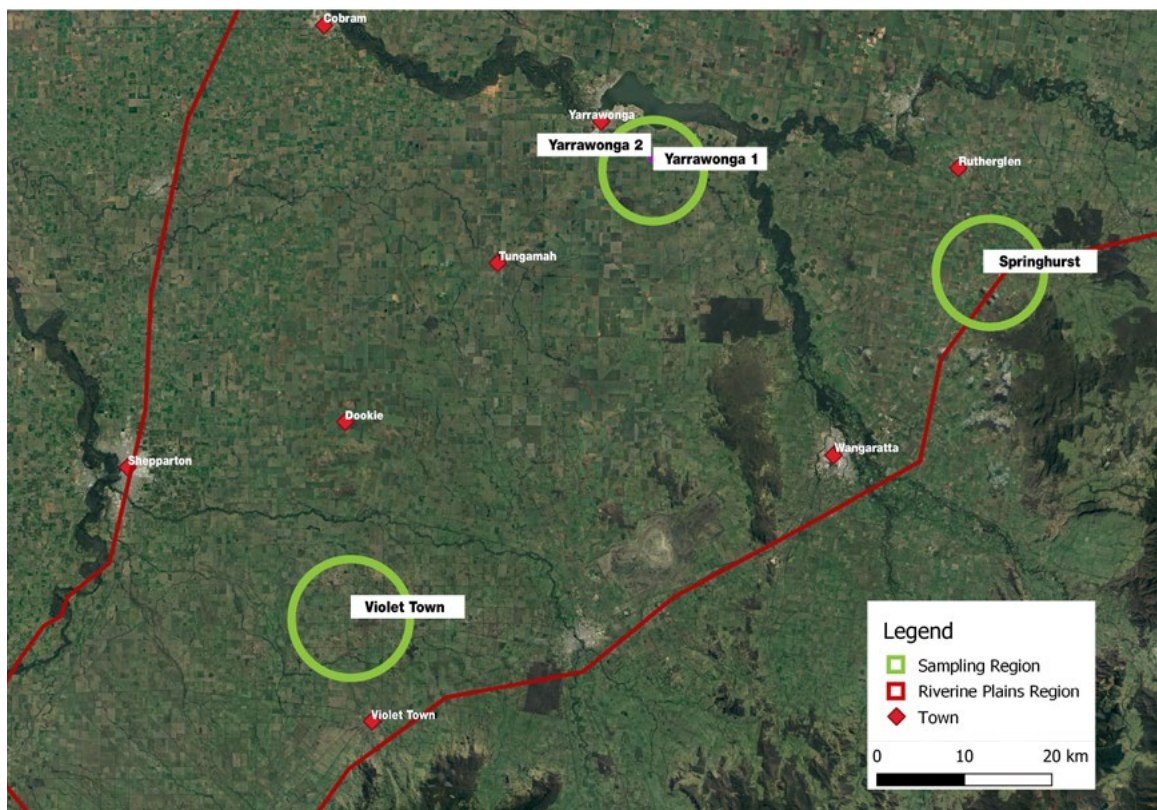 Cobram
Yarrawonga
Yarrawonga 2
Yarrawonga 1
Rutherglen
Tungamah
Springhurst
Dookie
Shepparton
Wangaratta
Violet Town
Violet Town
Legend
Sampling Region
Riverine Plains Region
Town
0 10 20 km